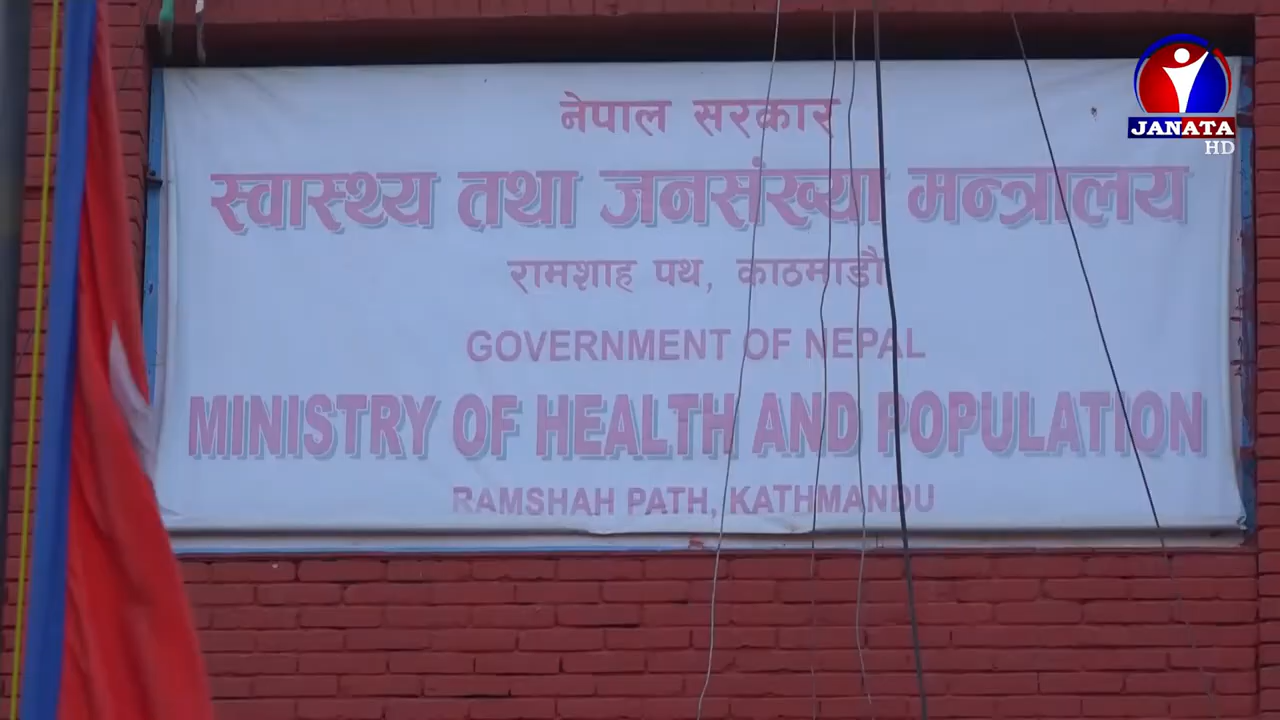 नेपाल सरकार
स्वास्थ्य तथा जनसंख्या मन्त्रालय
रामशाह पथ, काठमाडौं
GOVERNMENT OF NEPAL
MINISTRY OF HEALTH AND POPULATION
RAMSHAH PATH, KATHMANDU
JANATA
HD